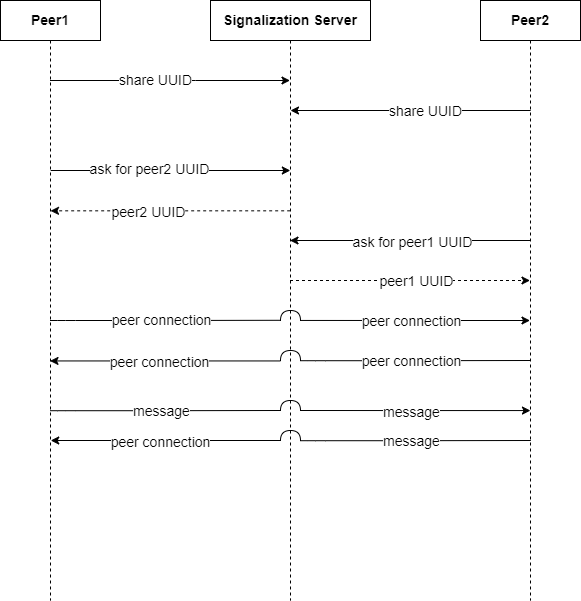 Peer1
Signalization Server
Peer2
share UUID
share UUID
ask for peer2 UUID
peer2 UUID
ask for peer1 UUID
peer1 UUID
peer connection
peer connection
peer connection
peer connection
message
message
peer connection
message